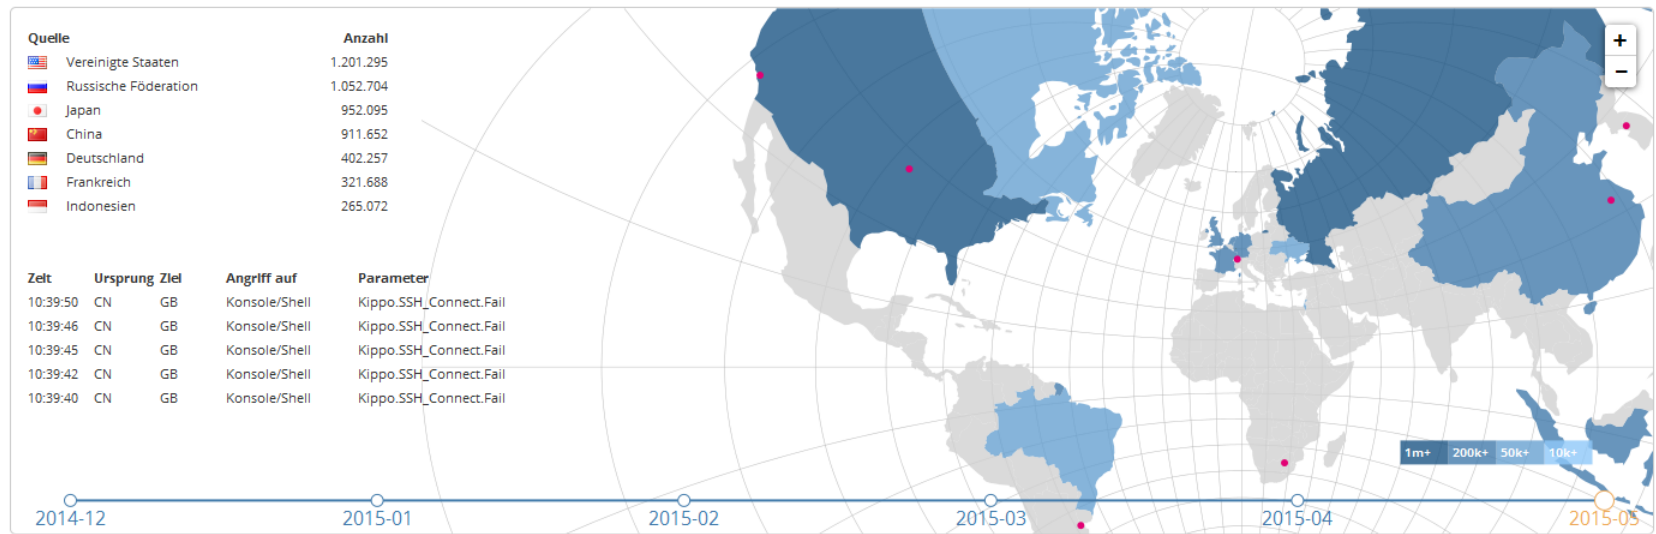 Quelle Anzahl
Vereinigte Staaten 1.201.295
Russische Föderation 1.052.704
Japan 952.095
China 911.652
Deutschland 402.257
Frankreich 321.688
Indonesien 265.072
Zeit Ursprung Ziel Angriff auf Parameter
10:39:50 CN GB Konsole/Shell Kippo.SSH_Connect.Fail
10:39:46 CN GB Konsole/Shell Kippo.SSH_Connect.Fail
10:39:45 CN GB Konsole/Shell Kippo.SSH_Connect.Fail
10:39:42 CN GB Konsole/Shell Kippo.SSH_Connect.Fail
10:39:40 CN GB Konsole/Shell Kippo.SSH_Connect.Fail
+
−
1m+ 200k+ 50k+ 10k+
2014-12 2015-01 2015-02 2015-03 2015-04 2015-05